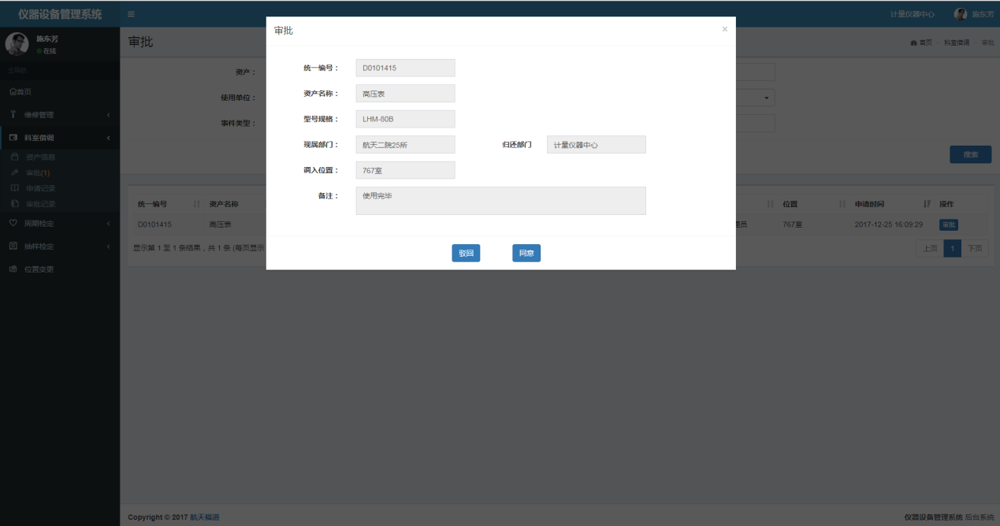 仪器设备管理系统
计量仪器中心 施东芳
施东芳
在线
主导航
首页
维修管理
科室借调
资产信息
审批(1)
申请记录
审批记录
周期检定
抽样检定
位置变更
审批
首页 科室借调 审批
资产：
使用单位：
事件类型：
搜索
审批 ×
统一编号： D0101415
资产名称： 高压表
型号规格： LHM-80B
现属部门： 航天二院25所 归还部门 计量仪器中心
调入位置： 767室
备注： 使用完毕
驳回 同意
统一编号 资产名称 位置 申请时间 操作
D0101415 高压表 理员 767室 2017-12-25 16:09:29 审批
显示第 1 至 1 条结果，共 1 条 (每页显示
上页 1 下页
Copyright © 2017 航天福道
仪器设备管理系统 后台系统